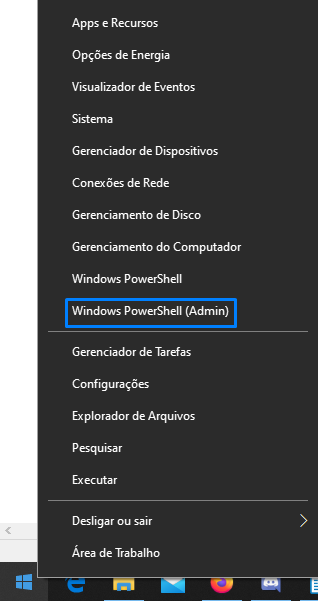 Apps e Recursos
Opções de Energia
Visualizador de Eventos
Sistema
Gerenciador de Dispositivos
Conexões de Rede
Gerenciamento de Disco
Gerenciamento do Computador
Windows PowerShell
Windows PowerShell (Admin)
Gerenciador de Tarefas
Configurações
Explorador de Arquivos
Pesquisar
Executar
Desligar ou sair
Área de Trabalho